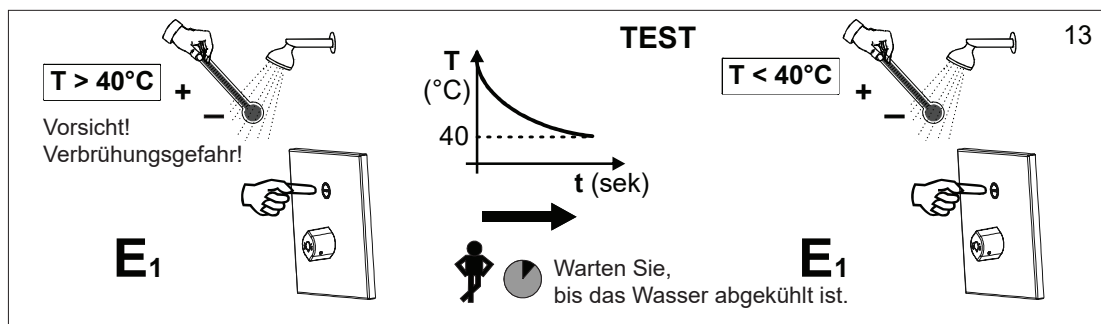 TEST
13
T > 40°C
+
–
Vorsicht!
Verbrühungsgefahr!
E1
T
(°C)
40
t (sek)
Warten Sie,
bis das Wasser abgekühlt ist.
T < 40°C
+
–
E1